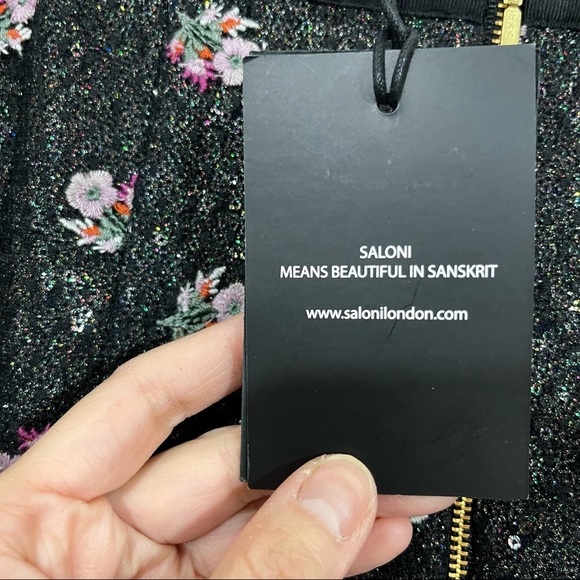 SALONI
MEANS BEAUTIFUL IN SANSKRIT
www.salonilondon.com